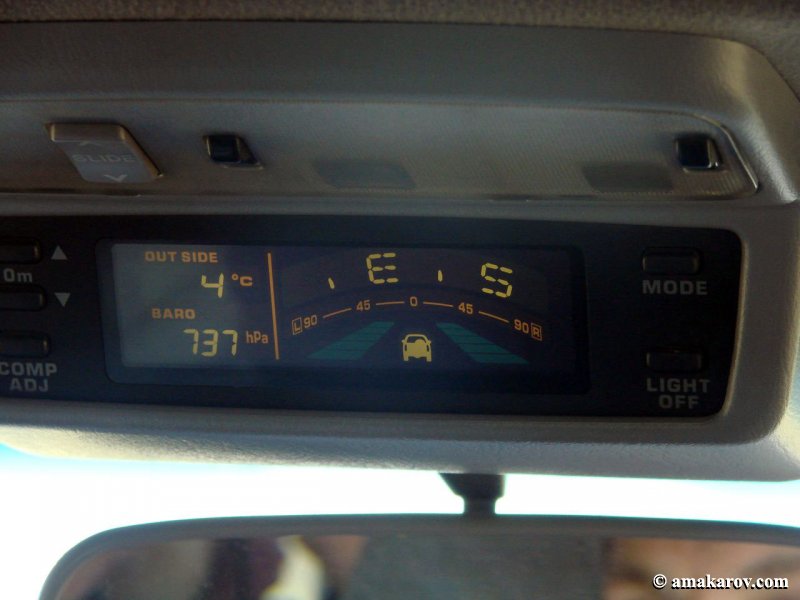 SLIDE
OUT SIDE
4 °C
BARO
737 hPa
E S
L 90 45 0 45 90 R
0m
COMP
ADJ
MODE
LIGHT
OFF
© amakarov.com